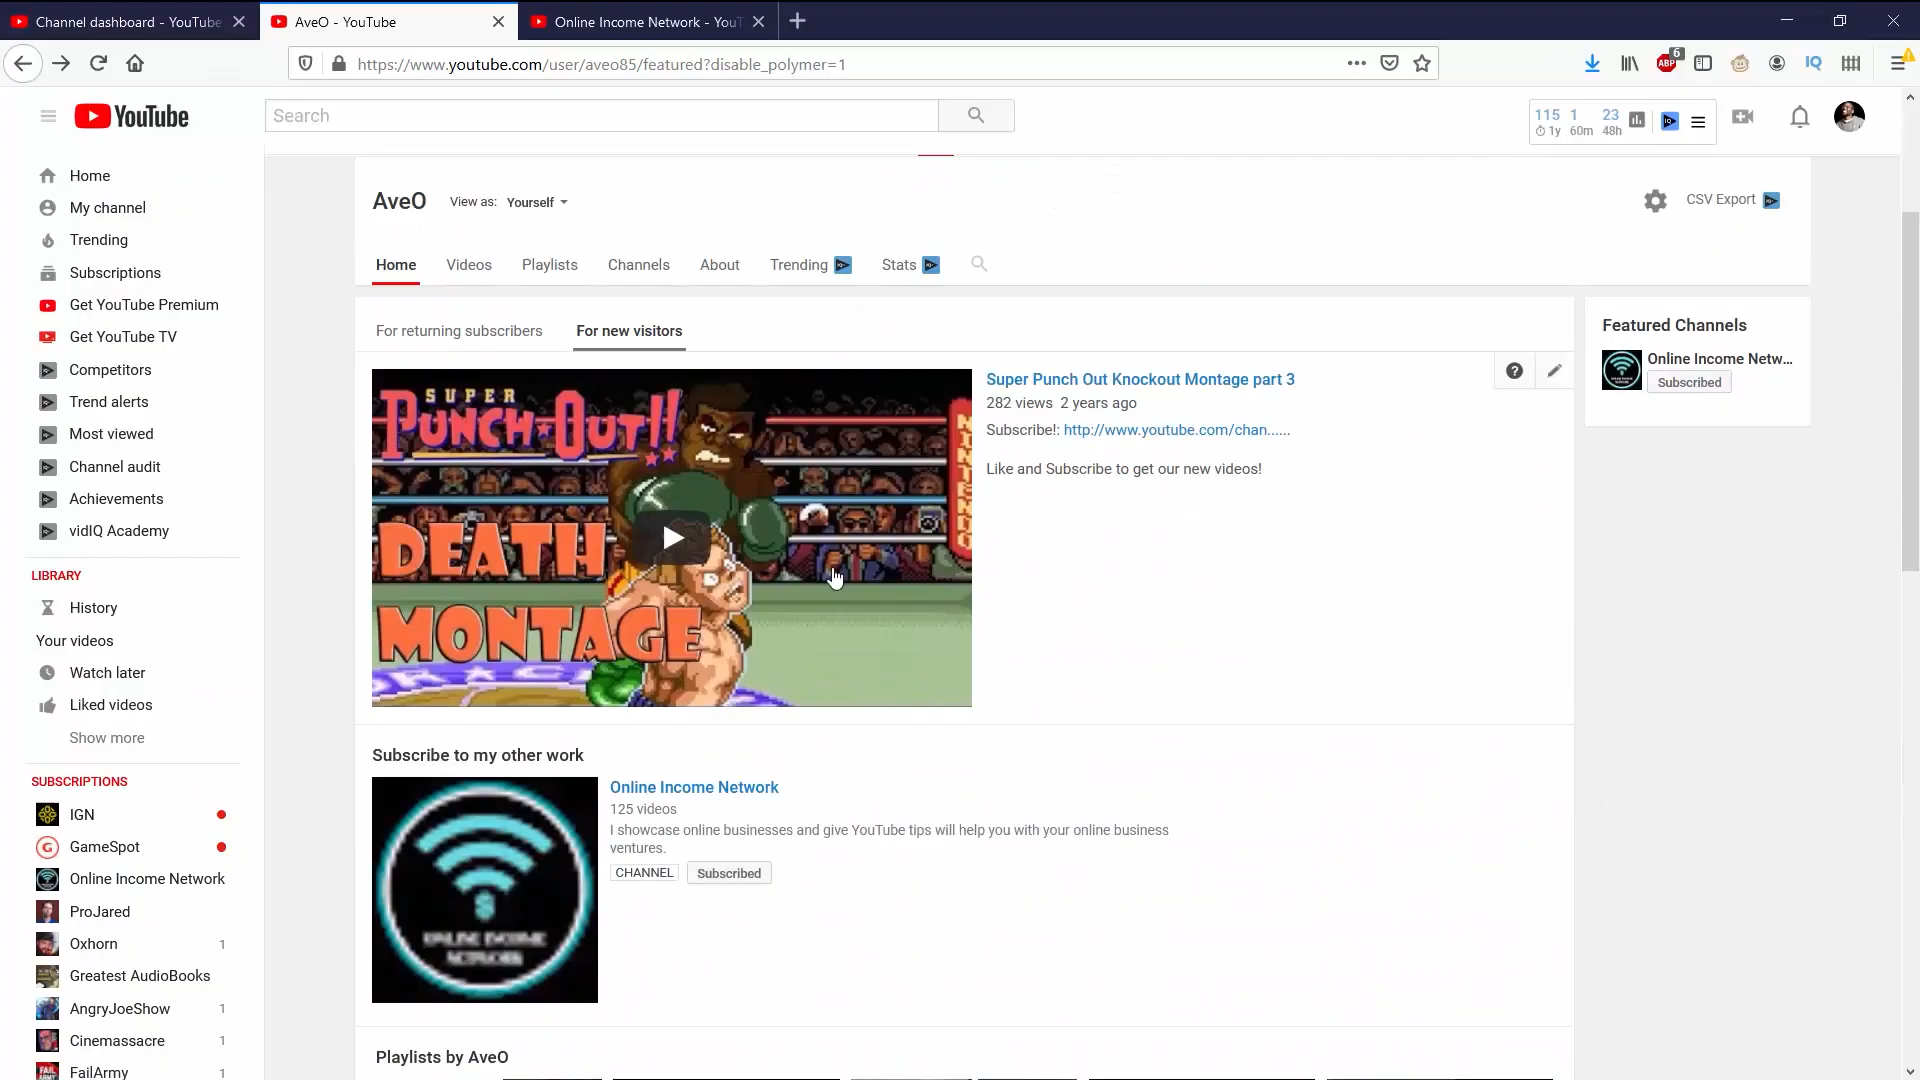 Channel dashboard - YouTube
AveO - YouTube
Online Income Network - YouT
https://www.youtube.com/user/aveo85/featured?disable_polymer=1
6
ABP
IQ
YouTube
Search
115 1 23
1y 60m 48h
Home
My channel
Trending
Subscriptions
Get YouTube Premium
Get YouTube TV
Competitors
Trend alerts
Most viewed
Channel audit
Achievements
vidIQ Academy
LIBRARY
History
Your videos
Watch later
Liked videos
Show more
SUBSCRIPTIONS
IGN
GameSpot
Online Income Network
ProJared
Oxhorn 1
Greatest AudioBooks
AngryJoeShow 1
Cinemassacre 1
FailArmy 1
AveO
View as: Yourself
CSV Export
Home Videos Playlists Channels About Trending Stats
For returning subscribers
For new visitors
SUPER
PUNCH-OUT!!
NINTENDO
DEATH
MONTAGE
Super Punch Out Knockout Montage part 3
282 views 2 years ago
Subscribe!: http://www.youtube.com/chan......
Like and Subscribe to get our new videos!
Featured Channels
Online Income Netw...
Subscribed
Subscribe to my other work
ONLINE INCOME
NETWORK
Online Income Network
125 videos
I showcase online businesses and give YouTube tips will help you with your online business
ventures.
CHANNEL
Subscribed
Playlists by AveO